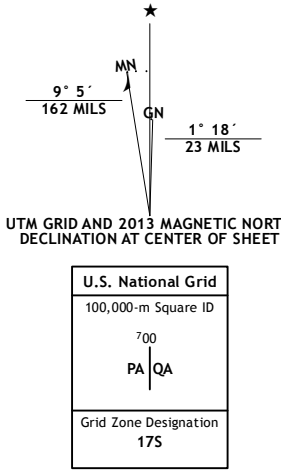 ★
MN
GN
9° 5´
162 MILS
1° 18´
23 MILS
UTM GRID AND 2013 MAGNETIC NORT
DECLINATION AT CENTER OF SHEET
U.S. National Grid
100,000-m Square ID
⁷00
PA QA
Grid Zone Designation
17S